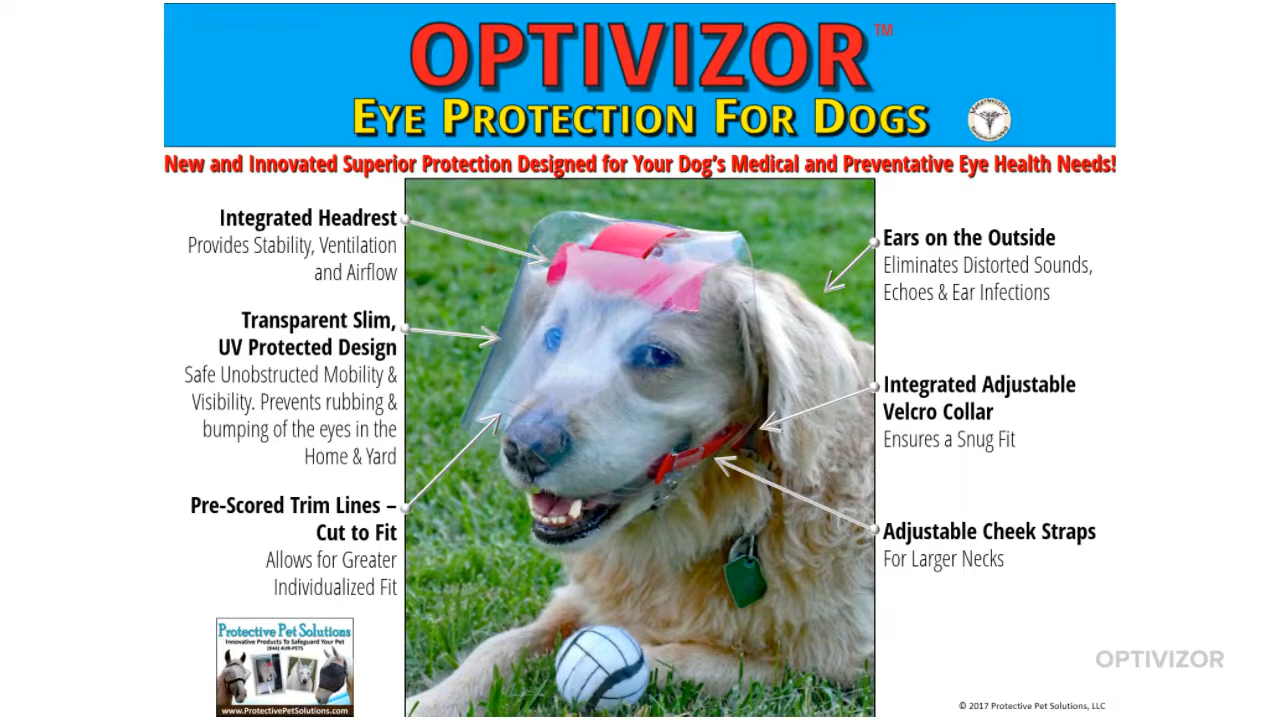 OPTIVIZOR™
EYE PROTECTION FOR DOGS
Veterinarian
Recommended
New and Innovated Superior Protection Designed for Your Dog's Medical and Preventative Eye Health Needs!
Integrated Headrest
Provides Stability, Ventilation
and Airflow
Transparent Slim,
UV Protected Design
Safe Unobstructed Mobility &
Visibility. Prevents rubbing &
bumping of the eyes in the
Home & Yard
Pre-Scored Trim Lines –
Cut to Fit
Allows for Greater
Individualized Fit
Ears on the Outside
Eliminates Distorted Sounds,
Echoes & Ear Infections
Integrated Adjustable
Velcro Collar
Ensures a Snug Fit
Adjustable Cheek Straps
For Larger Necks
Protective Pet Solutions
Innovative Products To Safeguard Your Pet
(844) AUR-PETS
www.ProtectivePetSolutions.com
OPTIVIZOR
© 2017 Protective Pet Solutions, LLC